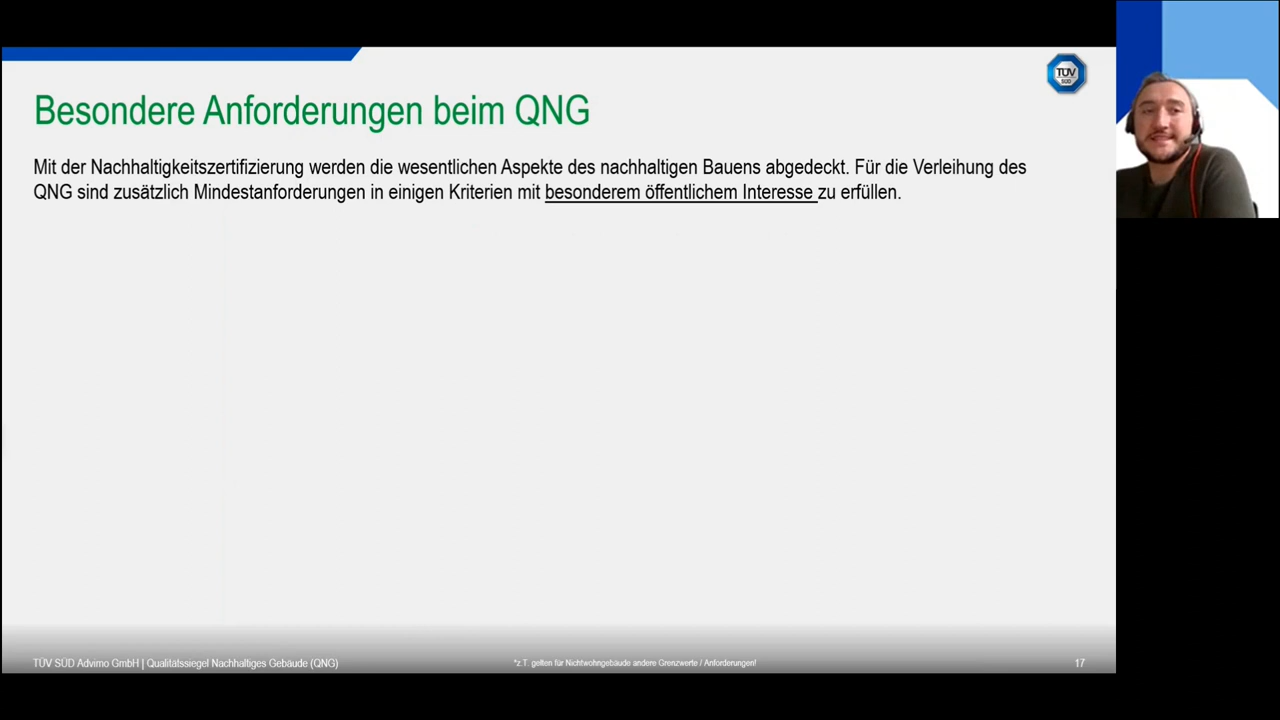 TÜV
SÜD
Besondere Anforderungen beim QNG
Mit der Nachhaltigkeitszertifizierung werden die wesentlichen Aspekte des nachhaltigen Bauens abgedeckt. Für die Verleihung des
QNG sind zusätzlich Mindestanforderungen in einigen Kriterien mit besonderem öffentlichem Interesse zu erfüllen.
TÜV SÜD Advimo GmbH | Qualitätssiegel Nachhaltiges Gebäude (QNG)
*z.T. gelten für Nichtwohngebäude andere Grenzwerte / Anforderungen!
17